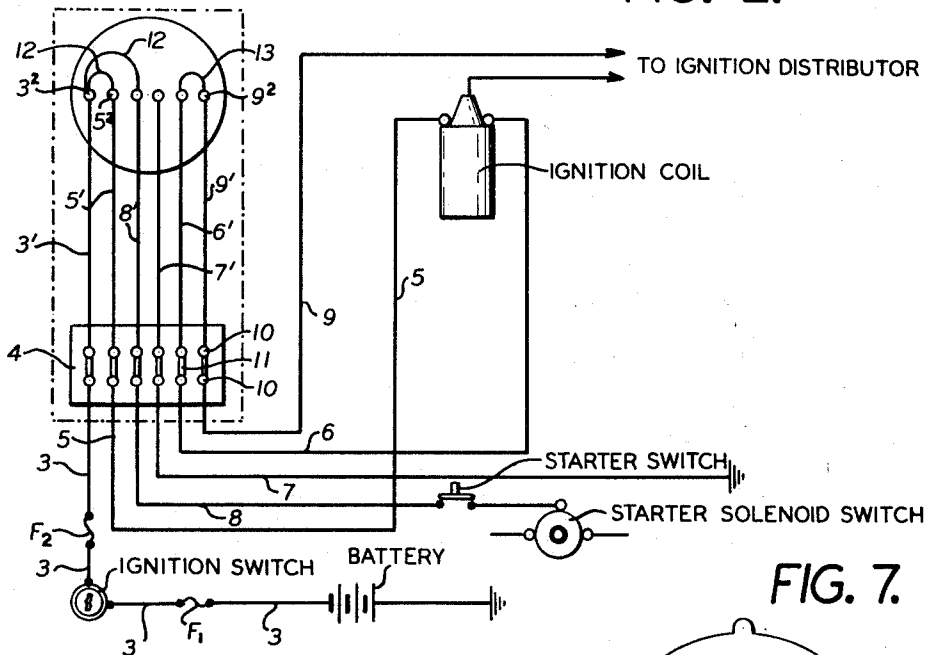 FIG. 2.
12
12
13
3²
5²
9²
TO IGNITION DISTRIBUTOR
IGNITION COIL
5'
9'
8'
6'
3'
7'
5
9
4
10
11
10
5
6
3
STARTER SWITCH
7
8
STARTER SOLENOID SWITCH
F₂
3
IGNITION SWITCH
BATTERY
3
F₁
3
FIG. 7.